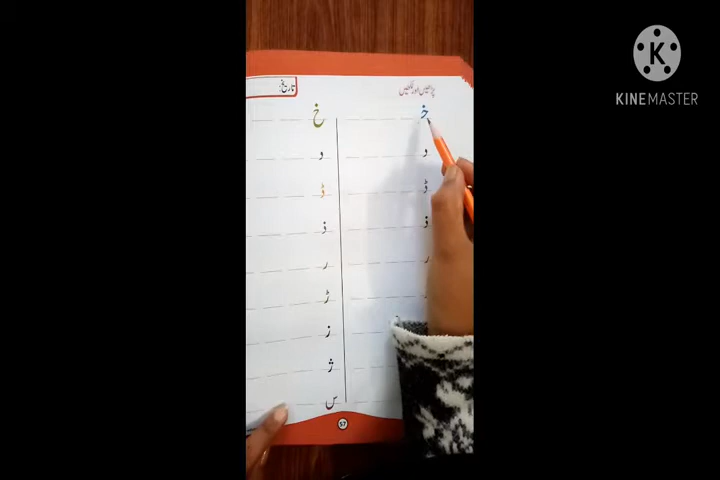 پڑھیں اور لکھیں
تاریخ:
خ
و
ڈ
ذ
ر
خ
و
ڈ
ذ
ر
ڑ
ز
ژ
س
57
KINEMASTER